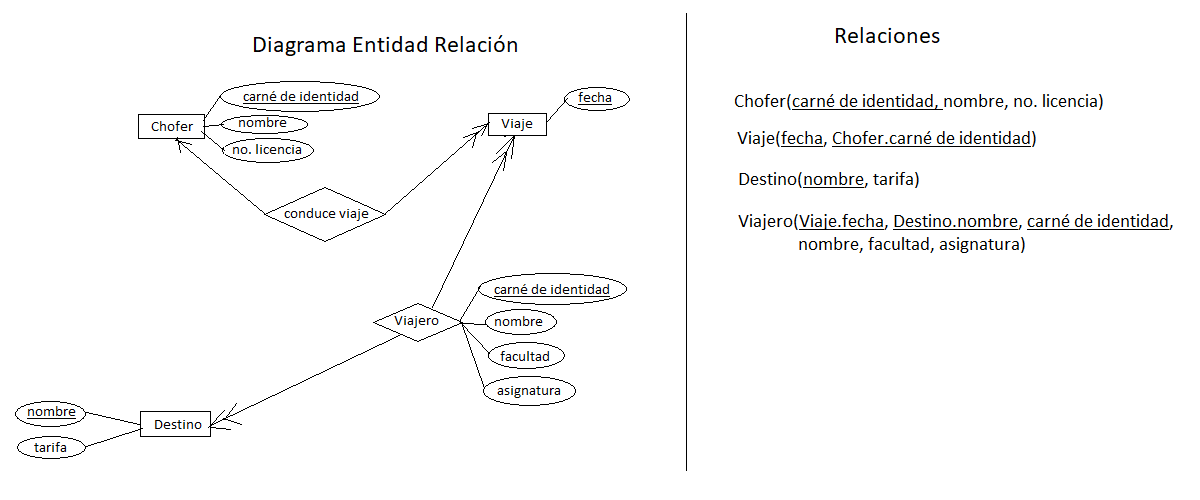 Diagrama Entidad Relación
carné de identidad
Chofer
nombre
no. licencia
fecha
Viaje
conduce viaje
Viajero
carné de identidad
nombre
facultad
asignatura
nombre
tarifa
Destino
Relaciones
Chofer(carné de identidad, nombre, no. licencia)
Viaje(fecha, Chofer.carné de identidad)
Destino(nombre, tarifa)
Viajero(Viaje.fecha, Destino.nombre, carné de identidad,
nombre, facultad, asignatura)